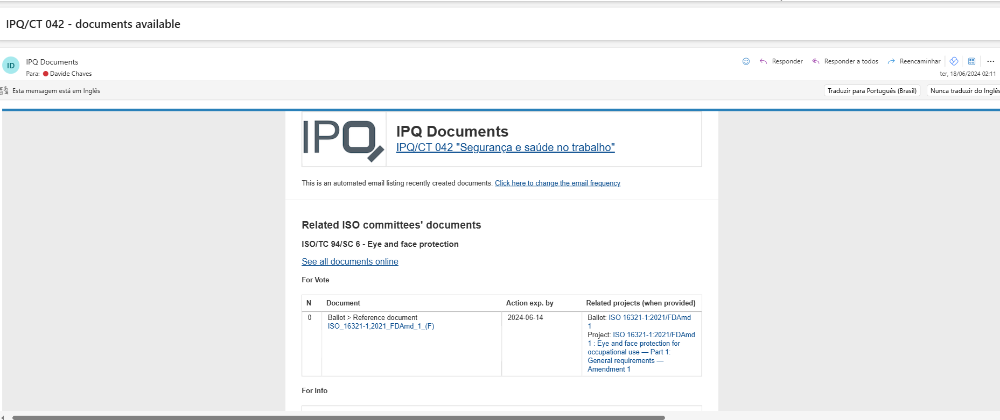 IPQ/CT 042 - documents available
ID
IPQ Documents
Para: Davide Chaves
Responder
Responder a todos
Reencaminhar
ter, 18/06/2024 02:11
Esta mensagem está em Inglês
Traduzir para Português (Brasil)
Nunca traduzir do Inglês
IPQ
IPQ Documents
IPQ/CT 042 "Segurança e saúde no trabalho"
This is an automated email listing recently created documents. Click here to change the email frequency
Related ISO committees' documents
ISO/TC 94/SC 6 - Eye and face protection
See all documents online
For Vote
N Document Action exp. by Related projects (when provided)
0
Ballot > Reference document
ISO_16321-1;2021_FDAmd_1_(F)
2024-06-14
Ballot: ISO 16321-1:2021/FDAmd
1
Project: ISO 16321-1:2021/FDAmd
1 : Eye and face protection for
occupational use — Part 1:
General requirements —
Amendment 1
For Info